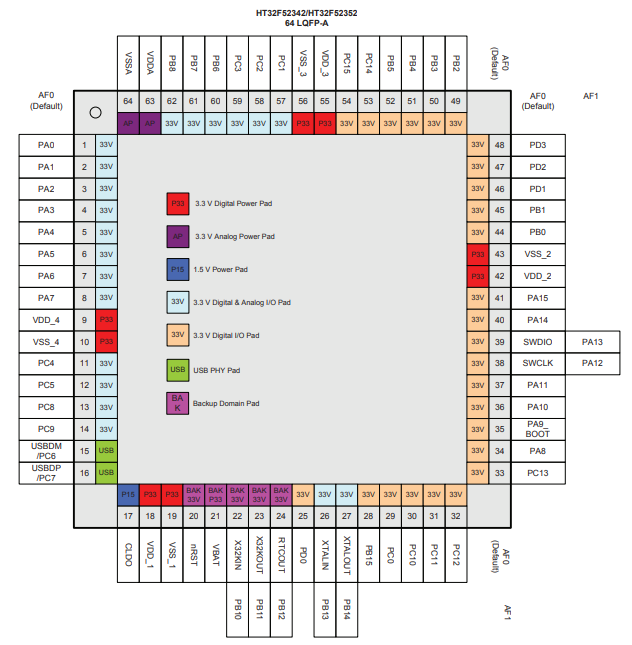 HT32F52342/HT32F52352
64 LQFP-A
AF0
(Default)
VSSA
VDDA
PB8
PB7
PB6
PC3
PC2
PC1
VSS_3
VDD_3
PC15
PC14
PB5
PB4
PB3
PB2
AF0
(Default)
AF0
(Default)
AF1
64 63 62 61 60 59 58 57 56 55 54 53 52 51 50 49
AP AP 33V 33V 33V 33V 33V 33V P33 P33 33V 33V 33V 33V 33V 33V
PA0 1 33V 33V 48 PD3
PA1 2 33V 33V 47 PD2
PA2 3 33V 33V 46 PD1
PA3 4 33V P33 3.3 V Digital Power Pad 33V 45 PB1
PA4 5 33V AP 3.3 V Analog Power Pad 33V 44 PB0
PA5 6 33V P33 43 VSS_2
PA6 7 33V P15 1.5 V Power Pad P33 42 VDD_2
PA7 8 33V 33V 3.3 V Digital & Analog I/O Pad 33V 41 PA15
VDD_4 9 P33 33V 40 PA14
VSS_4 10 P33 33V 3.3 V Digital I/O Pad 33V 39 SWDIO PA13
PC4 11 33V USB USB PHY Pad 33V 38 SWCLK PA12
PC5 12 33V 33V 37 PA11
PC8 13 33V BA
K Backup Domain Pad 33V 36 PA10
PC9 14 33V 33V 35 PA9_
BOOT
USBDM
/PC6 15 USB 33V 34 PA8
USBDP
/PC7 16 USB 33V 33 PC13
P15 P33 P33 BAK
33V BAK
P33 BAK
33V BAK
33V BAK
33V 33V 33V 33V 33V 33V 33V 33V 33V
17 18 19 20 21 22 23 24 25 26 27 28 29 30 31 32
CLDO
VDD_1
VSS_1
nRST
VBAT
X32KIN
X32KOUT
RTCOUT
PD0
XTALIN
XTALOUT
PB15
PC0
PC10
PC11
PC12
AF0
(Default)
PB10
PB11
PB12
PB13
PB14
AF1